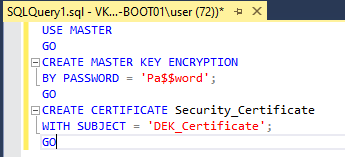 SQLQuery1.sql - VK...-BOOT01\user (72))*
USE MASTER
GO
CREATE MASTER KEY ENCRYPTION
BY PASSWORD = 'Pa$$word';
GO
CREATE CERTIFICATE Security_Certificate
WITH SUBJECT = 'DEK_Certificate';
GO